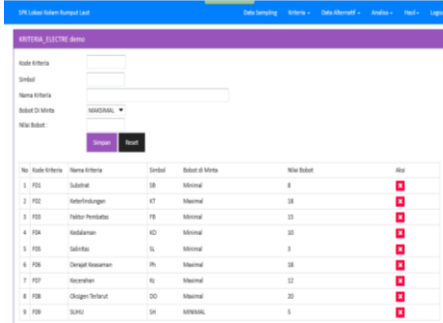 SPK Lokasi Kolam Rumput Laut Data Sampling Kriteria Data Alternatif Analisa Hasil Logo
KRITERIA_ELECTRE demo
Kode Kriteria
Simbol
Nama Kriteria
Bobot Di Minta MAKSIMAL
Nilai Bobot :
Simpan Reset
No Kode Kriteria Nama Kriteria Simbol Bobot di Minta Nilai Bobot Aksi
1 F01 Substrat SB Minimal 8
2 F02 Keterlindungan KT Maximal 18
3 F03 Faktor Pembatas FB Minimal 15
4 F04 Kedalaman KD Minimal 10
5 F05 Salinitas SL Minimal 3
6 F06 Derajat Keasaman Ph Maximal 18
7 F07 Kecerahan Kc Maximal 12
8 F08 Oksigen Terlarut DO Maximal 20
9 F09 SUHU SH MINIMAL 5